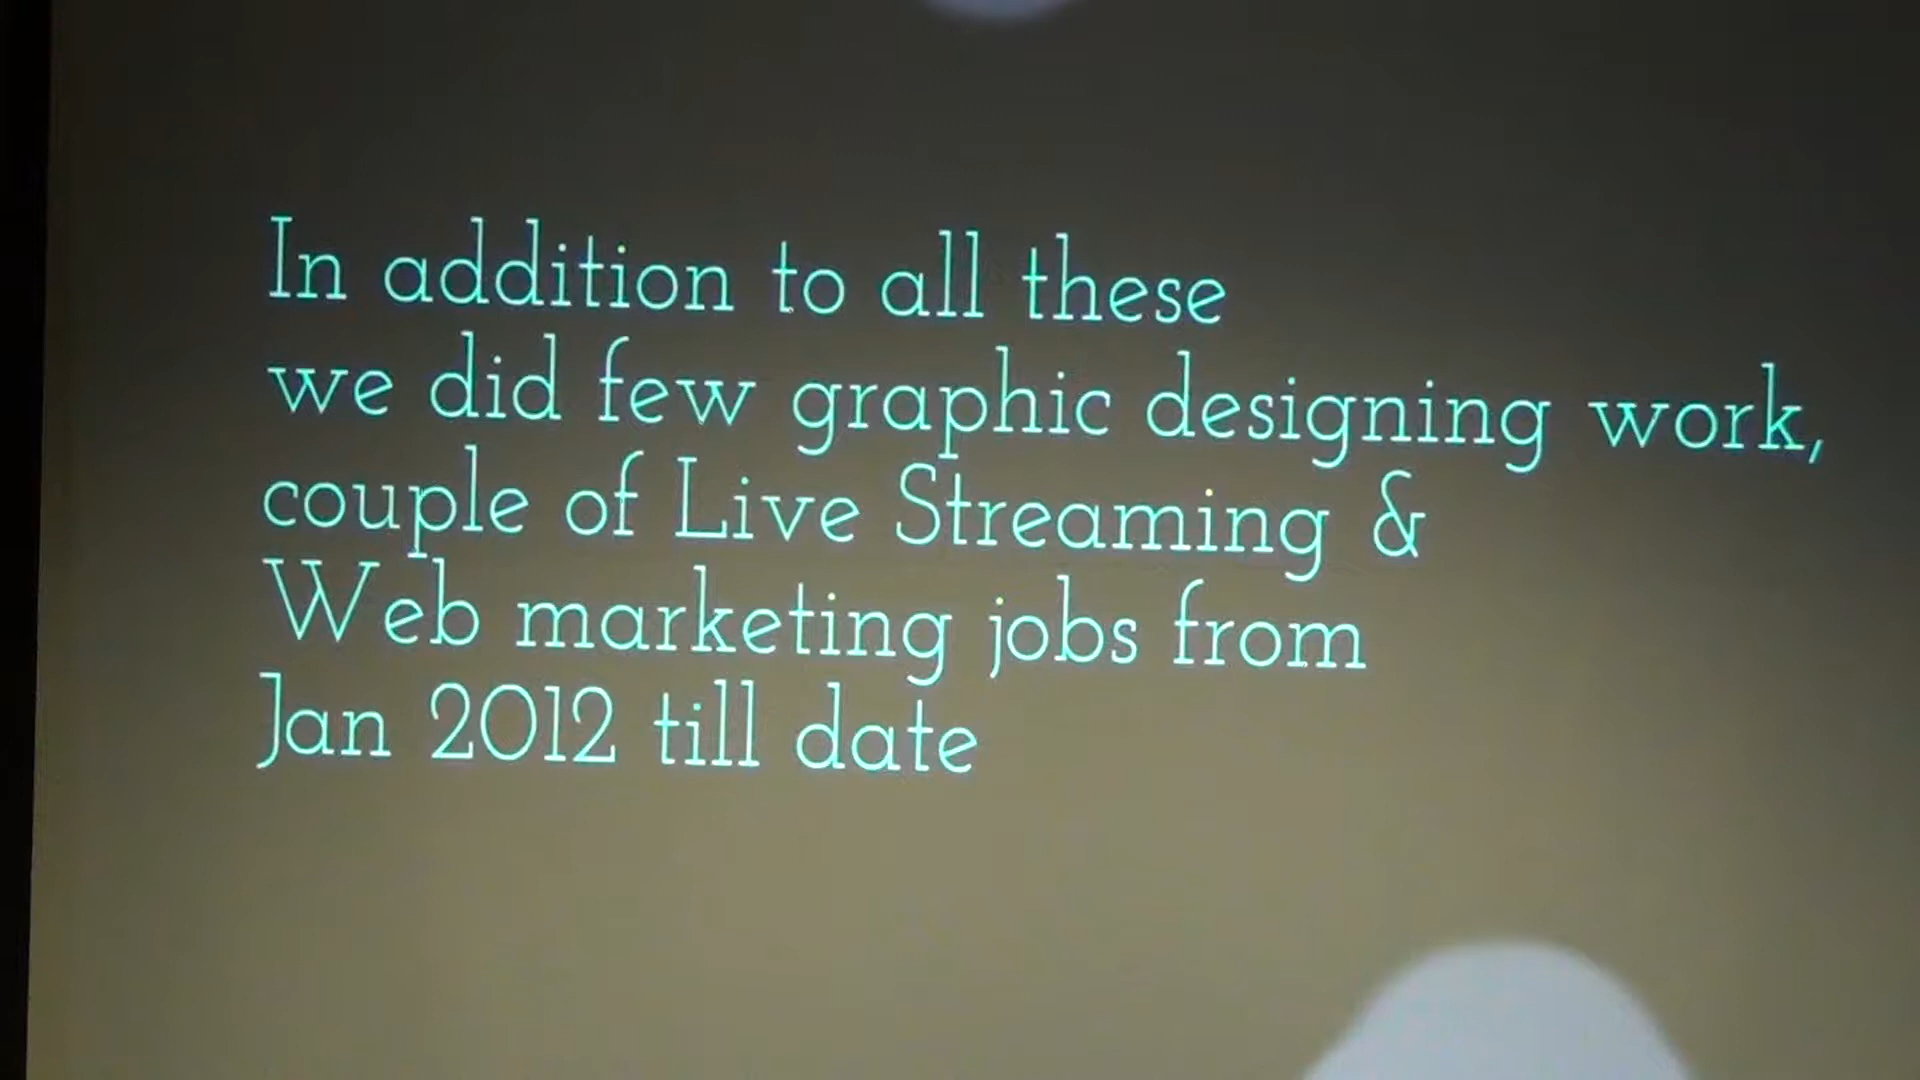 In addition to all these
we did few graphic designing work,
couple of Live Streaming &
Web marketing jobs from
Jan 2012 till date